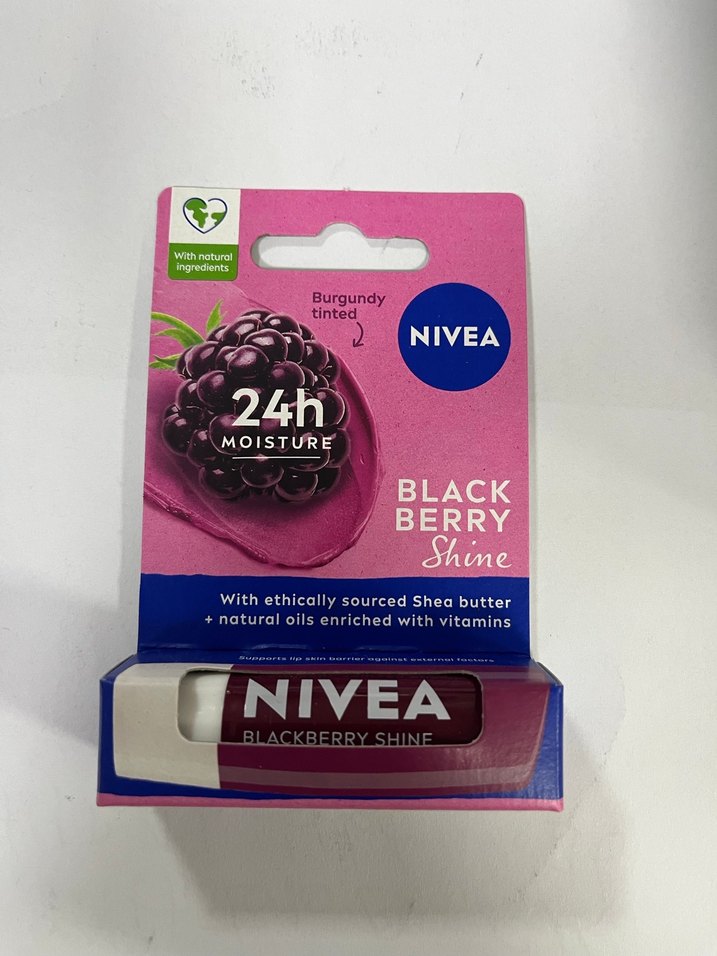 With natural
ingredients
Burgundy
tinted
NIVEA
24h
MOISTURE
BLACK
BERRY
Shine
With ethically sourced Shea butter
+ natural oils enriched with vitamins
Supports lip skin barrier against external factors
NIVEA
BLACKBERRY SHINE